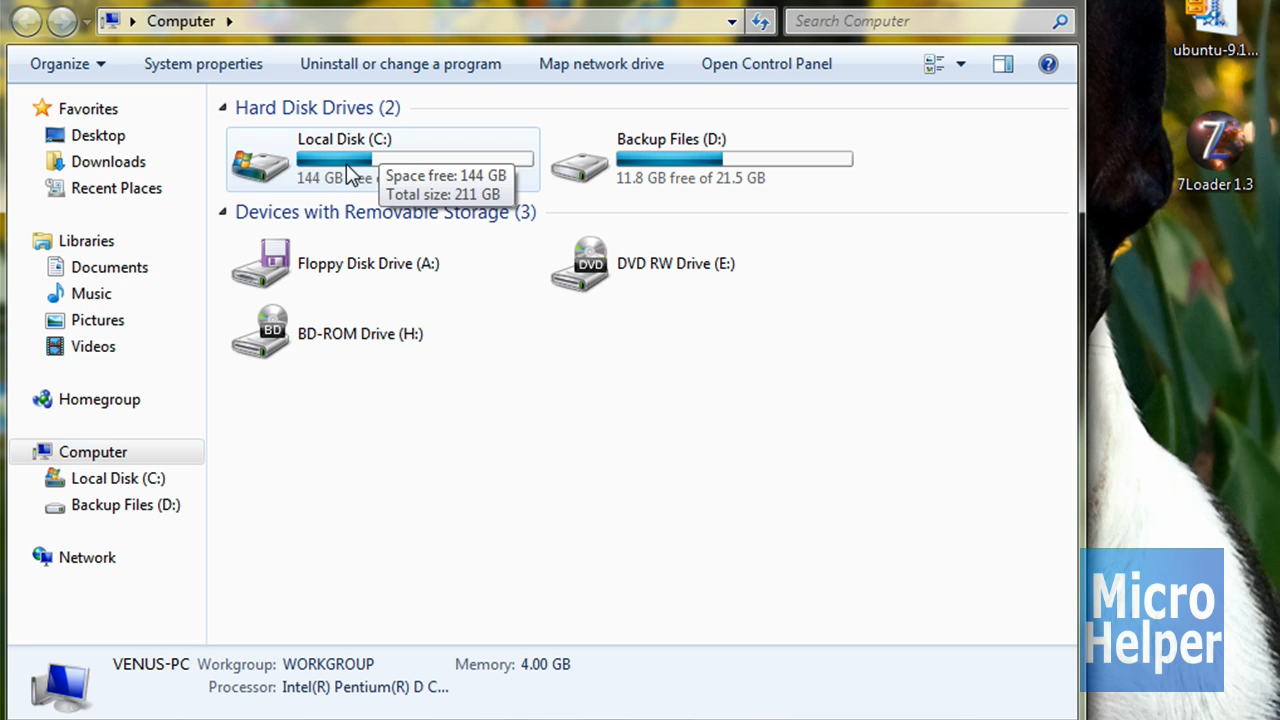 Computer
Search Computer
Organize
System properties
Uninstall or change a program
Map network drive
Open Control Panel
ubuntu-9.1...
7Loader 1.3
Favorites
Desktop
Downloads
Recent Places
Libraries
Documents
Music
Pictures
Videos
Homegroup
Computer
Local Disk (C:)
Backup Files (D:)
Network
Hard Disk Drives (2)
Local Disk (C:)
144 GB
Space free: 144 GB
Total size: 211 GB
Backup Files (D:)
11.8 GB free of 21.5 GB
Devices with Removable Storage (3)
Floppy Disk Drive (A:)
DVD
DVD RW Drive (E:)
BD
BD-ROM Drive (H:)
VENUS-PC Workgroup: WORKGROUP Memory: 4.00 GB
Processor: Intel(R) Pentium(R) D C...
Micro
Helper